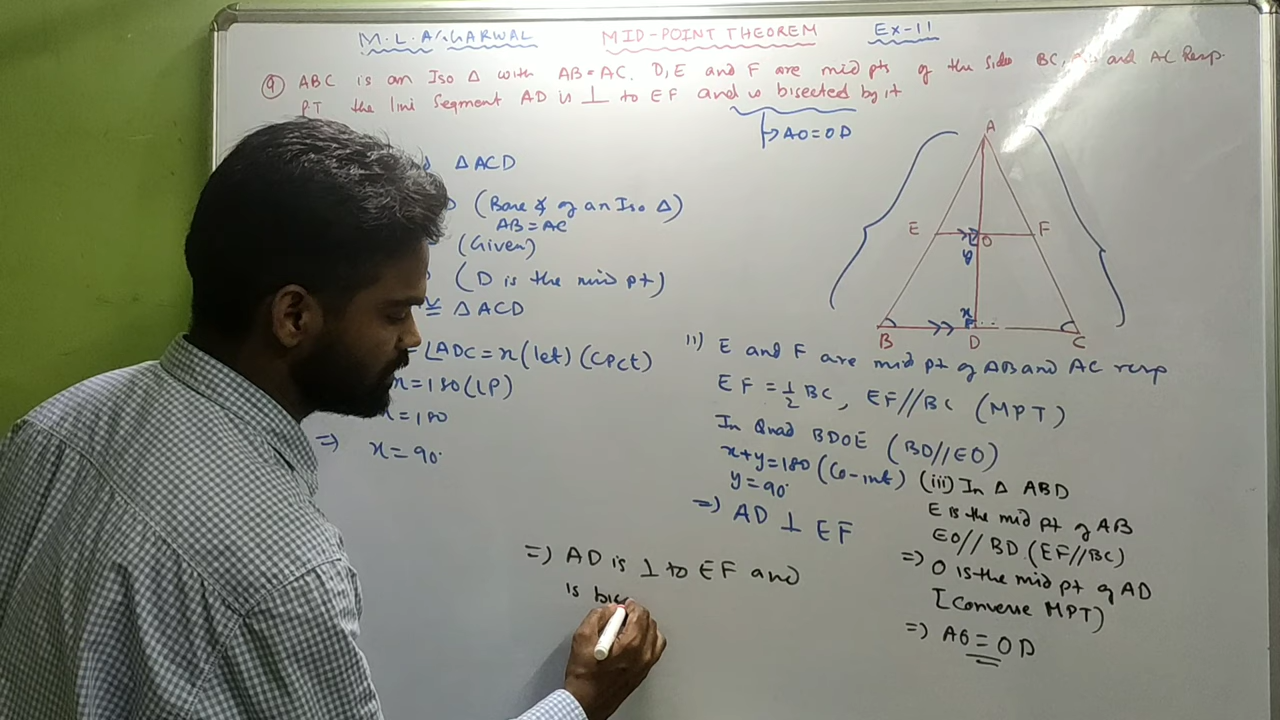 M.L. AGGARWAL MID-POINT THEOREM Ex-11
9) ABC is an Iso Δ with AB=AC. D, E and F are mid pts of the sides BC, and AC Resp.
PT the line Segment AD is ⊥ to EF and is bisected by it
→ AO=OD
ΔACD
(Base ∠ of an Iso Δ)
AB=AC
(Given)
(D is the mid pt)
≅ ΔACD
= ∠ADC = x (let) (CPCT)
x=180 (LP)
=180
⇒ x=90°
A
E F
O
y
x
B D C
ii) E and F are mid pt of AB and AC resp
EF = 1/2 BC, EF//BC (MPT)
In Quad BDOE (BD//EO)
x+y=180 (Co-int)
y=90°
⇒ AD ⊥ EF
(iii) In Δ ABD
E is the mid pt of AB
EO// BD (EF//BC)
⇒ O is the mid pt of AD
[Converse MPT)
⇒ AO = OD
⇒ AD is ⊥ to EF and
is bise